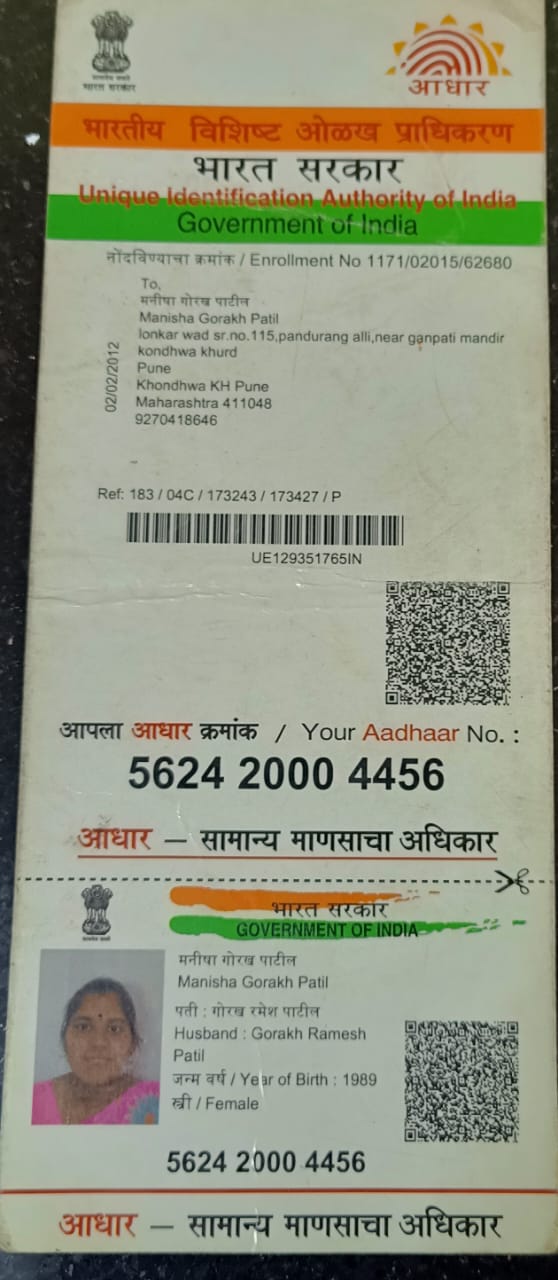 आधार
भारतीय विशिष्ट ओळख प्राधिकरण
भारत सरकार
Unique Identification Authority of India
Government of India
नोंदविण्याचा क्रमांक / Enrollment No 1171/02015/62680
To,
मनीषा गोरख पाटील
Manisha Gorakh Patil
lonkar wad sr.no.115,pandurang alli,near ganpati mandir
kondhwa khurd
Pune
Khondhwa KH Pune
Maharashtra 411048
9270418646
02/02/2012
Ref: 183 / 04C / 173243 / 173427 / P
UE129351765IN
आपला आधार क्रमांक / Your Aadhaar No. :
5624 2000 4456
आधार — सामान्य माणसाचा अधिकार
भारत सरकार
GOVERNMENT OF INDIA
मनीषा गोरख पाटील
Manisha Gorakh Patil
पती : गोरख रमेश पाटील
Husband : Gorakh Ramesh
Patil
जन्म वर्ष / Year of Birth : 1989
स्त्री / Female
5624 2000 4456
आधार — सामान्य माणसाचा अधिकार